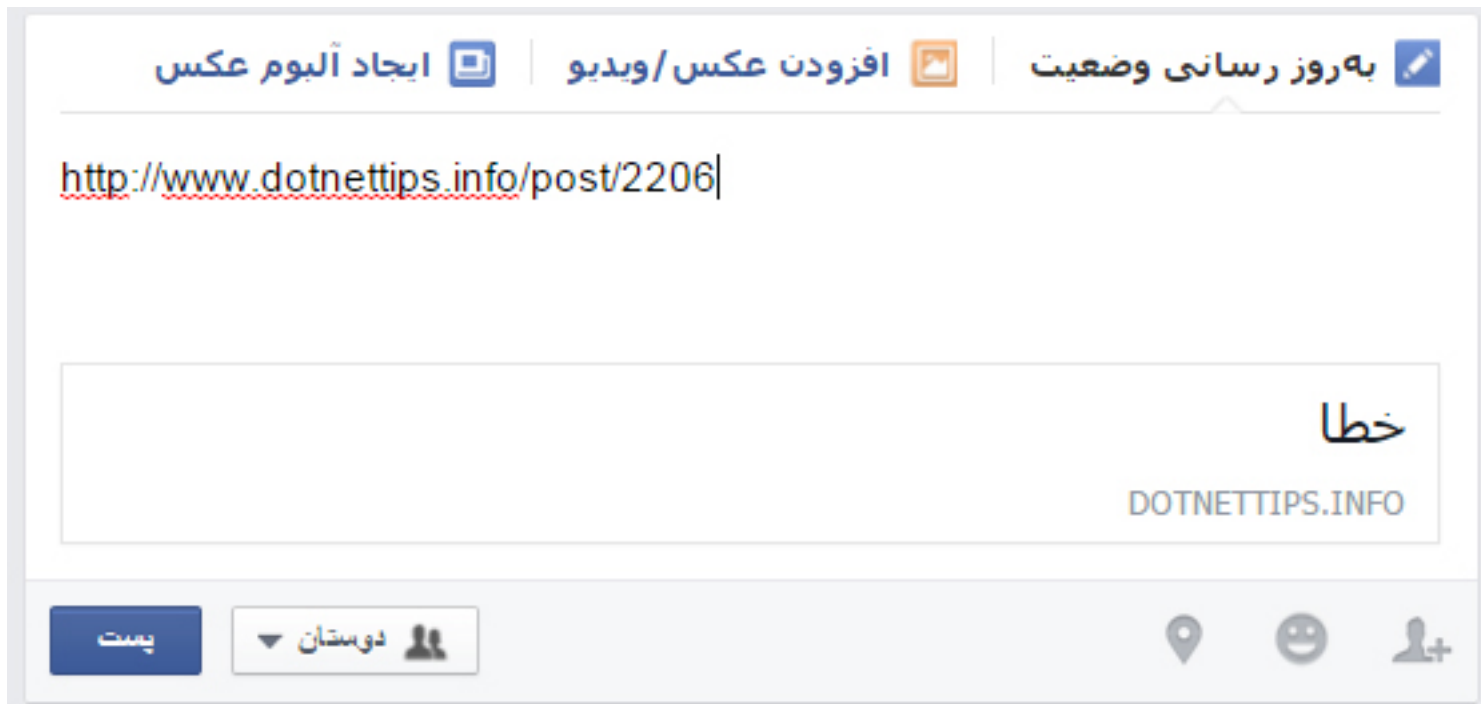 به‌روز رسانی وضعیت افزودن عکس/ویدیو ایجاد آلبوم عکس
http://www.dotnettips.info/post/2206
خطا
DOTNETTIPS.INFO
دوستان پست